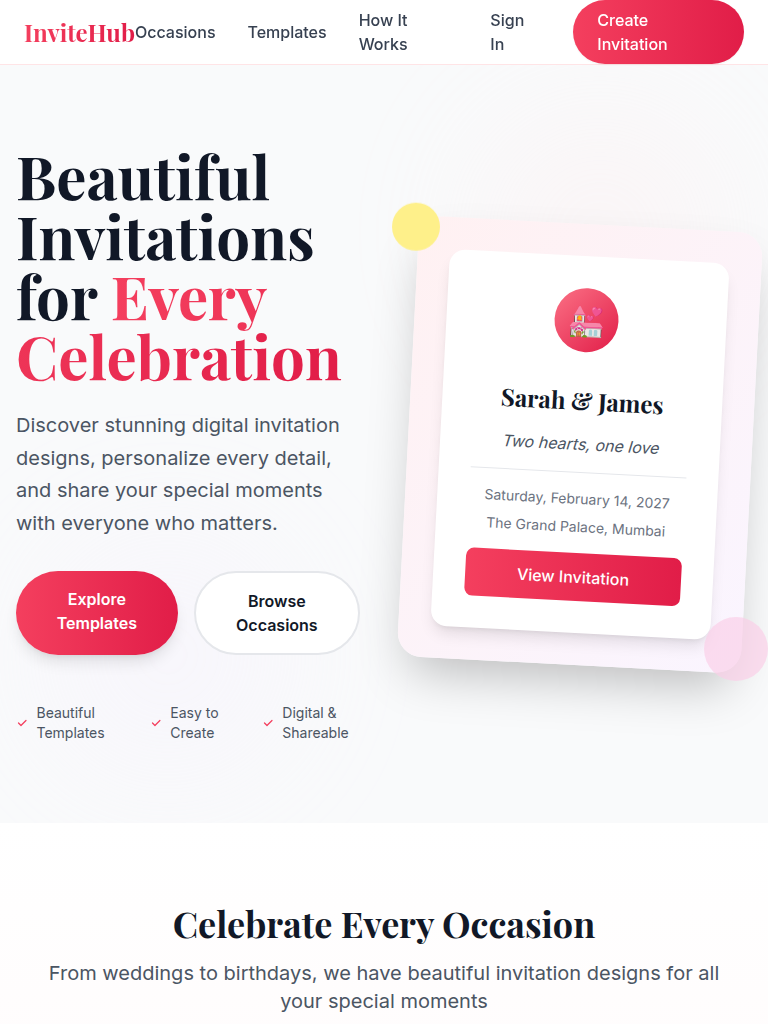 InviteHub
Occasions
Templates
How It
Works
Sign
In
Create
Invitation
Beautiful
Invitations
for Every
Celebration
Discover stunning digital invitation
designs, personalize every detail,
and share your special moments
with everyone who matters.
Explore
Templates
Browse
Occasions
Beautiful
Templates
Easy to
Create
Digital &
Shareable
Sarah & James
Two hearts, one love
Saturday, February 14, 2027
The Grand Palace, Mumbai
View Invitation
Celebrate Every Occasion
From weddings to birthdays, we have beautiful invitation designs for all
your special moments